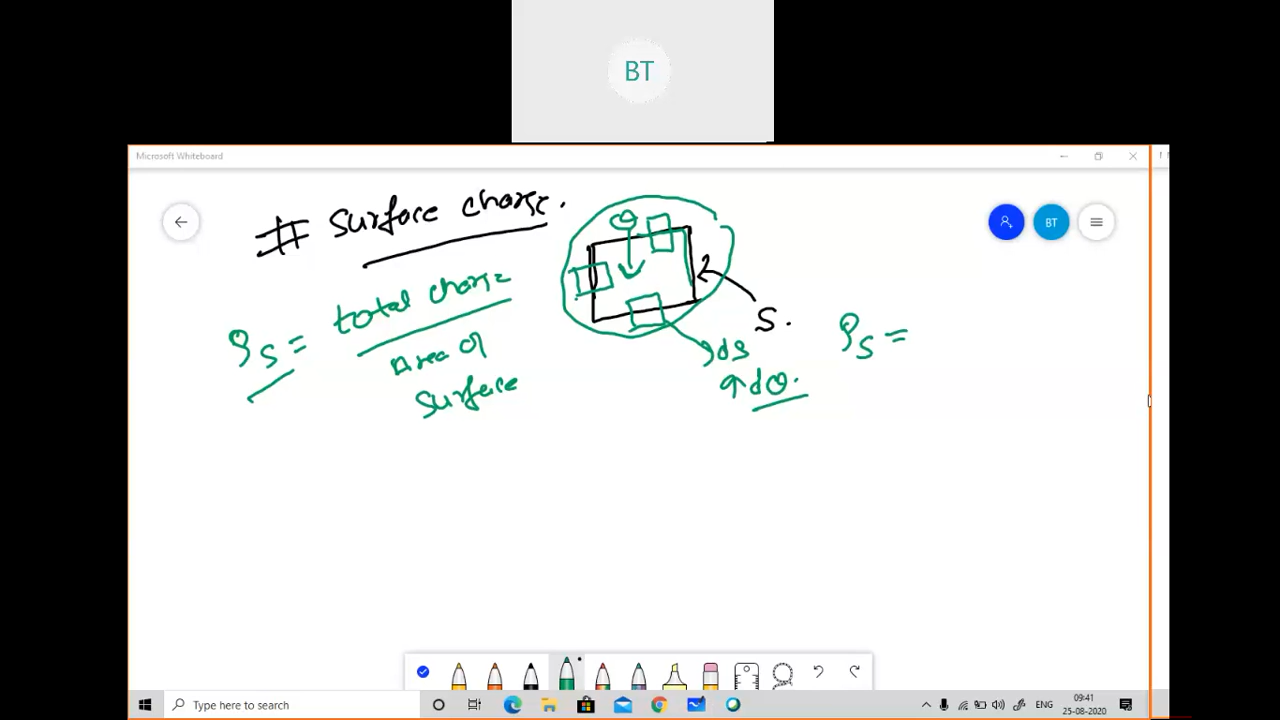 BT
Microsoft Whiteboard
# surface charge.
Q
ρs = total charge
Area of
surface
S.
ds
dQ.
ρs =
BT
Type here to search
ENG
09:41
25-08-2020